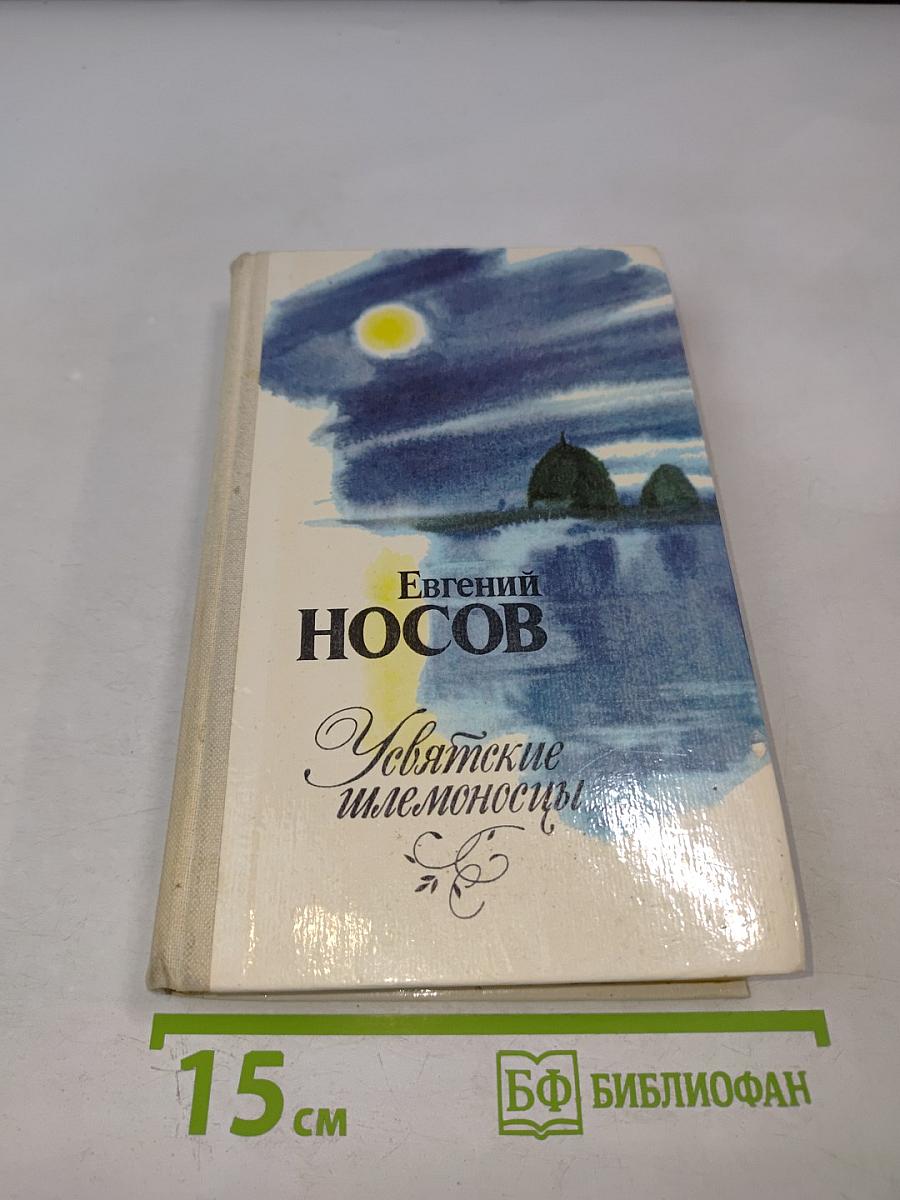 Евгений
НОСОВ
Усвятские
шлемоносцы
15 см
БФ БИБЛИОФАН